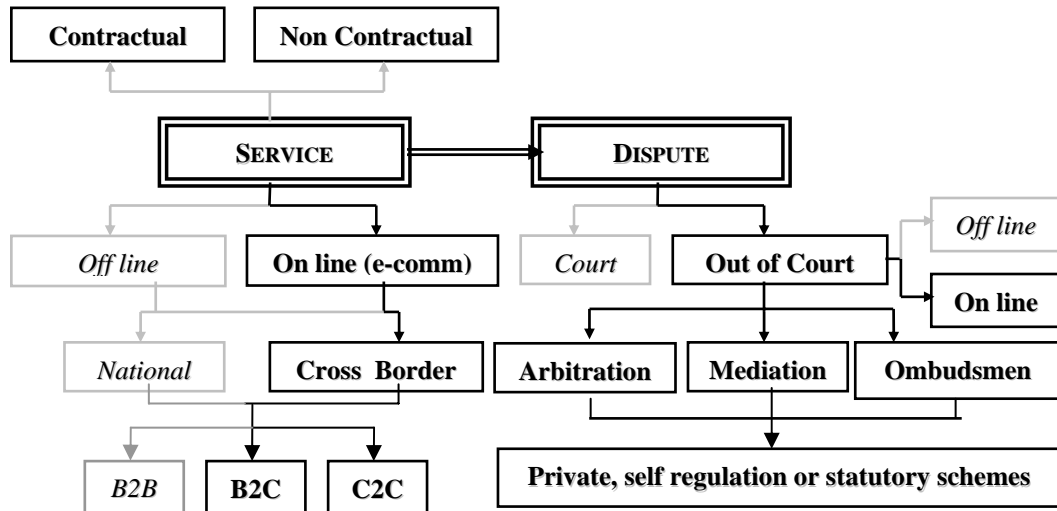 Contractual
Non Contractual
SERVICE
DISPUTE
Off line
On line (e-comm)
Court
Out of Court
Off line
On line
National
Cross Border
Arbitration
Mediation
Ombudsmen
B2B
B2C
C2C
Private, self regulation or statutory schemes